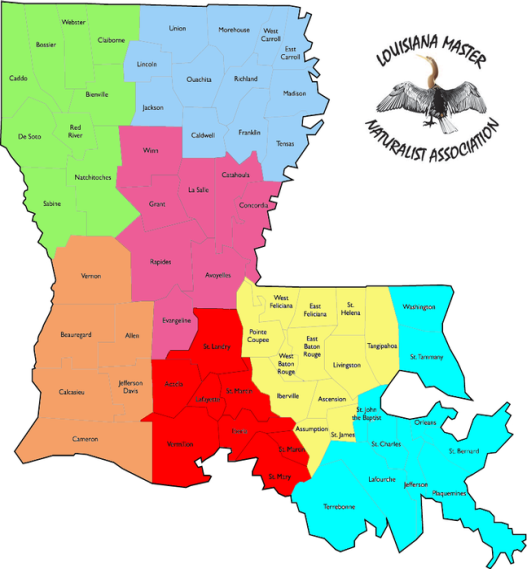 LOUISIANA MASTER
NATURALIST ASSOCIATION
Webster
Bossier
Claiborne
Caddo
Bienville
De Soto
Red
River
Natchitoches
Sabine
Union
Morehouse
West
Carroll
East
Carroll
Lincoln
Ouachita
Richland
Madison
Jackson
Caldwell
Franklin
Tensas
Winn
Catahoula
La Salle
Grant
Concordia
Rapides
Avoyelles
Evangeline
Vernon
Beauregard
Allen
Calcasieu
Jefferson
Davis
Cameron
St. Landry
Acadia
Lafayette
St. Martin
Vermilion
Iberia
St. Martin
St. Mary
West
Feliciana
East
Feliciana
St.
Helena
Pointe
Coupee
West
Baton
Rouge
East
Baton
Rouge
Livingston
Tangipahoa
Iberville
Ascension
Assumption
St. James
Washington
St. Tammany
St. John
the Baptist
St. Charles
Orleans
St. Bernard
Lafourche
Jefferson
Plaquemines
Terrebonne